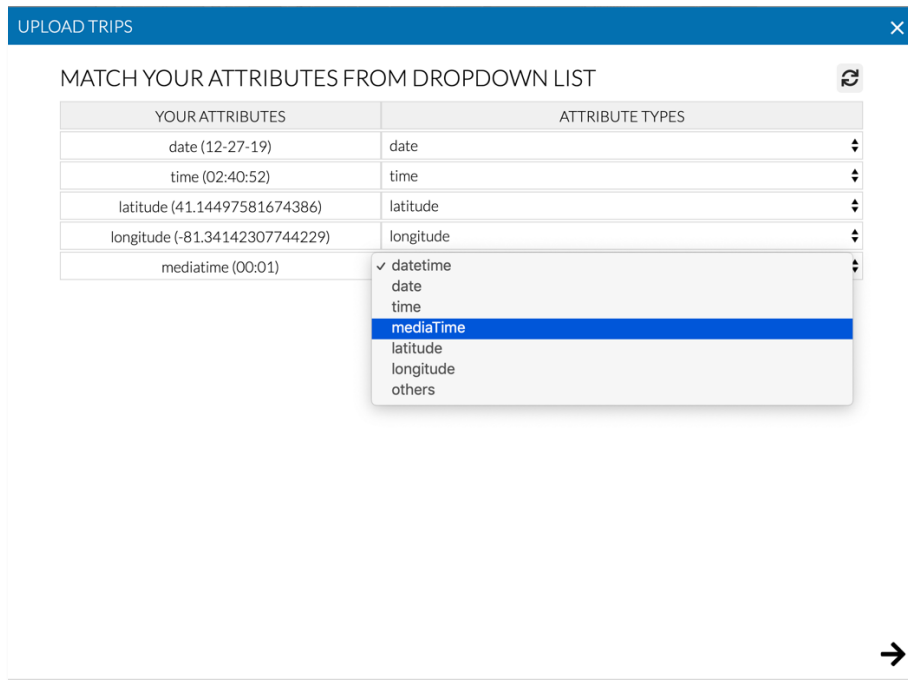 UPLOAD TRIPS
MATCH YOUR ATTRIBUTES FROM DROPDOWN LIST
YOUR ATTRIBUTES ATTRIBUTE TYPES
date (12-27-19) date
time (02:40:52) time
latitude (41.14497581674386) latitude
longitude (-81.34142307744229) longitude
mediatime (00:01) ✓ datetime
date
time
mediaTime
latitude
longitude
others